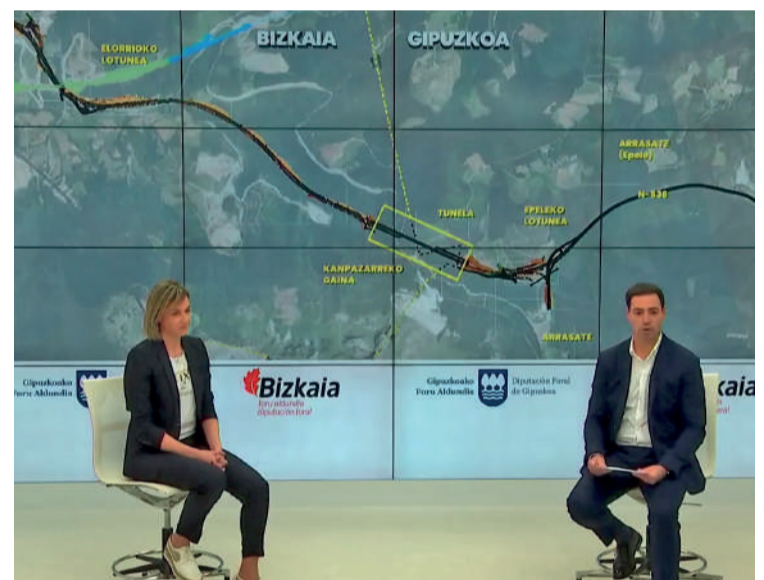 BIZKAIA
GIPUZKOA
ELORRIOKO
LOTUNEA
ARRASATE
(Epele)
N-636
TUNELA
EPELEKO
LOTUNEA
KANPAZARREKO
GAINA
ARRASATE
Gipuzkoako
Foru Aldundia
Bizkaia
foru aldundia
diputación foral
Gipuzkoako
Foru Aldundia
Diputación Foral
de Gipuzkoa
kaia